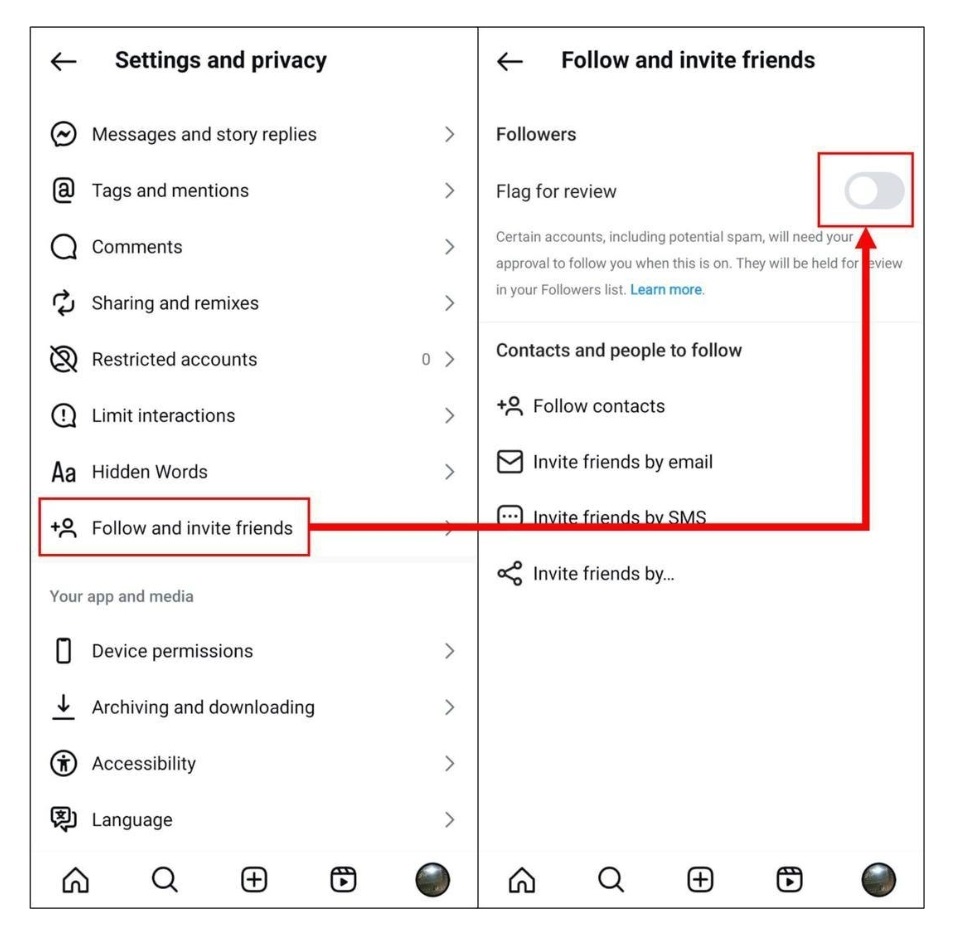 Settings and privacy
Messages and story replies
Tags and mentions
Comments
Sharing and remixes
Restricted accounts 0
Limit interactions
Aa Hidden Words
Follow and invite friends
Your app and media
Device permissions
Archiving and downloading
Accessibility
Language
Follow and invite friends
Followers
Flag for review
Certain accounts, including potential spam, will need your
approval to follow you when this is on. They will be held for review
in your Followers list. Learn more.
Contacts and people to follow
Follow contacts
Invite friends by email
Invite friends by SMS
Invite friends by...